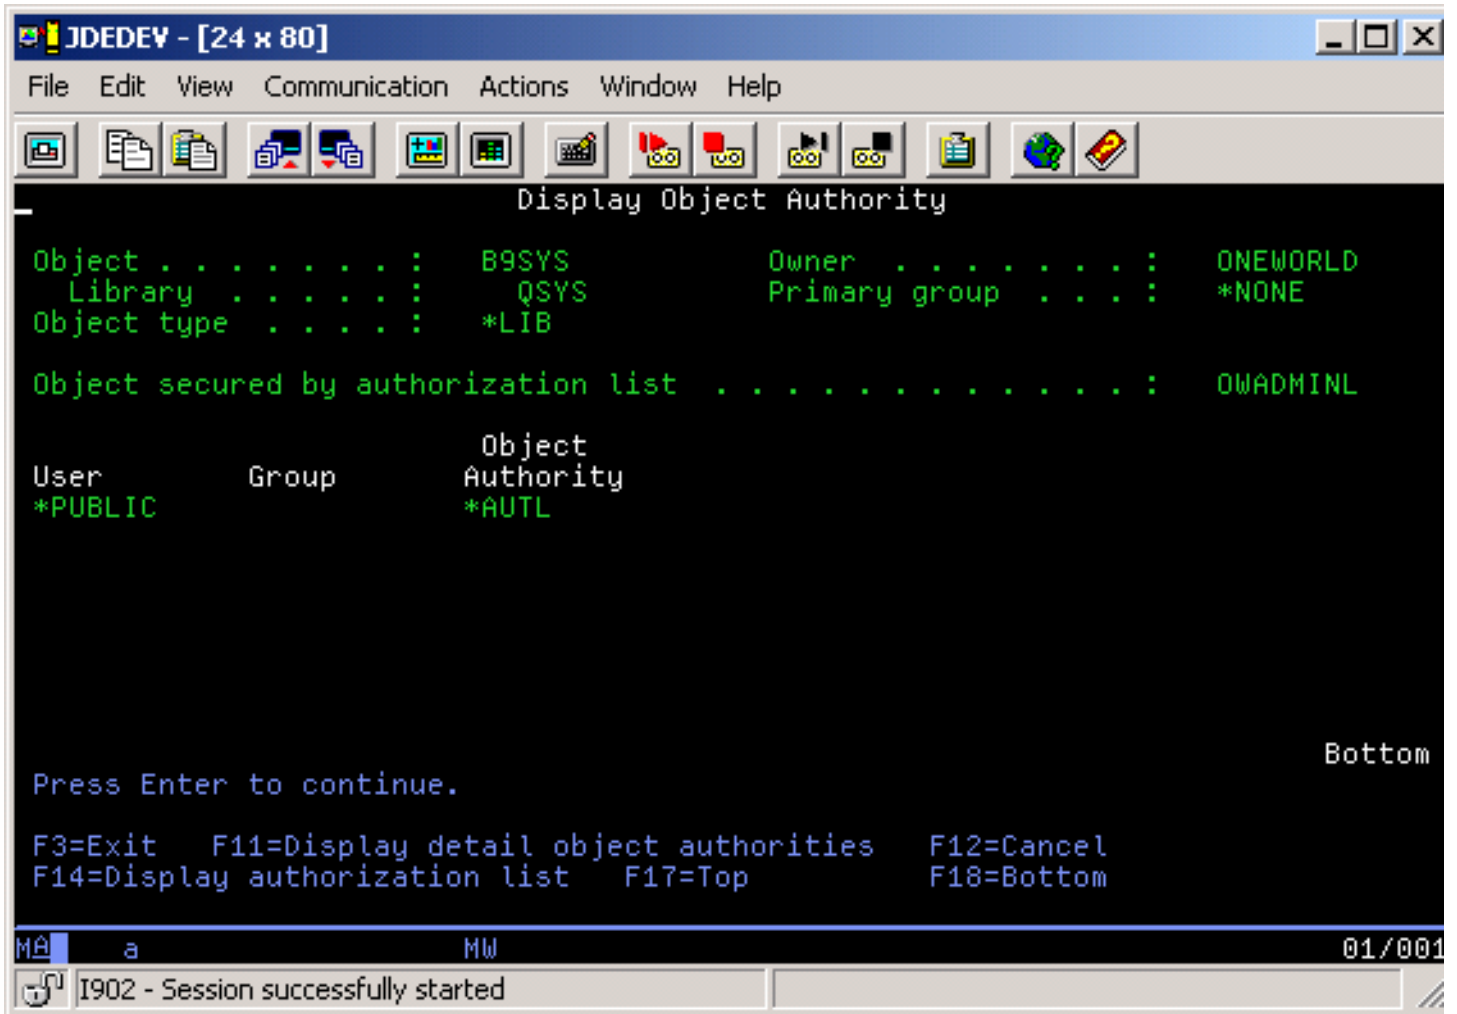 JDEDEV - [24 x 80]
File Edit View Communication Actions Window Help
Display Object Authority
Object . . . . . . . : B9SYS Owner . . . . . . . : ONEWORLD
Library . . . . . : QSYS Primary group . . . : *NONE
Object type . . . . : *LIB
Object secured by authorization list . . . . . . . . . . . . : OWADMINL
Object
User Group Authority
*PUBLIC *AUTL
Bottom
Press Enter to continue.
F3=Exit F11=Display detail object authorities F12=Cancel
F14=Display authorization list F17=Top F18=Bottom
MA a MW 01/001
I902 - Session successfully started